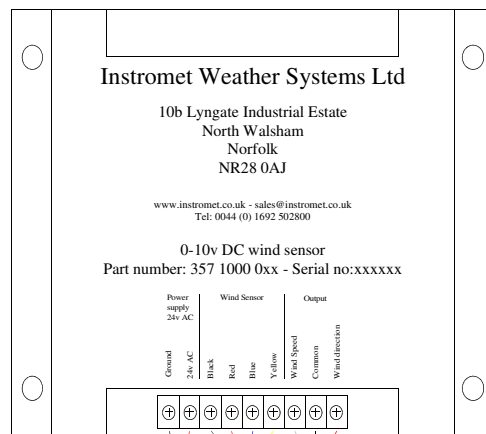 Instromet Weather Systems Ltd
10b Lyngate Industrial Estate
North Walsham
Norfolk
NR28 0AJ
www.instromet.co.uk - sales@instromet.co.uk
Tel: 0044 (0) 1692 502800
0-10v DC wind sensor
Part number: 357 1000 0xx - Serial no:xxxxxx
Power Wind Sensor Output
supply
24v AC
Ground
24v AC
Black
Red
Blue
Yellow
Wind Speed
Common
Wind direction